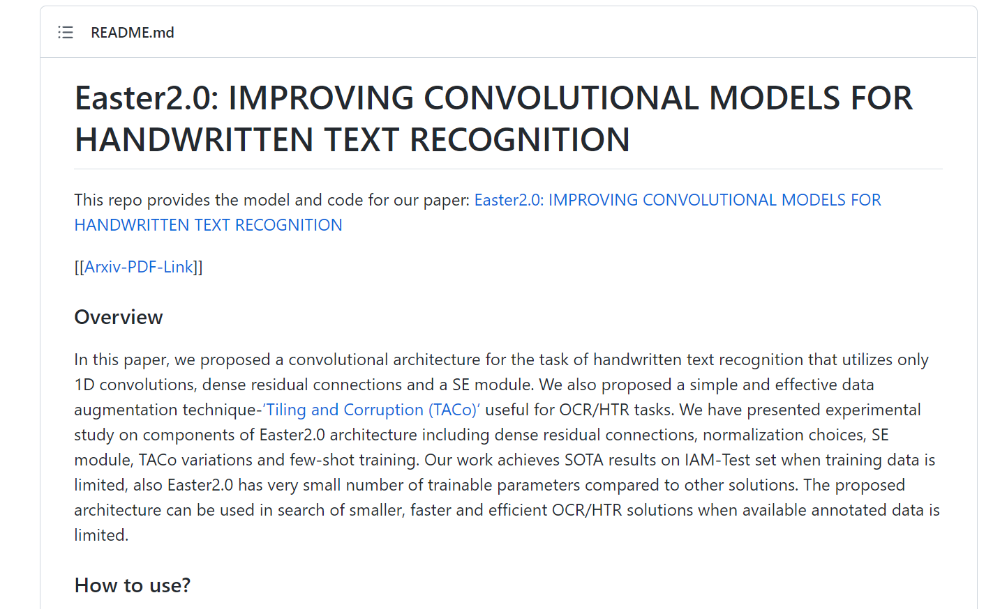 README.md
Easter2.0: IMPROVING CONVOLUTIONAL MODELS FOR
HANDWRITTEN TEXT RECOGNITION
This repo provides the model and code for our paper: Easter2.0: IMPROVING CONVOLUTIONAL MODELS FOR
HANDWRITTEN TEXT RECOGNITION
[[Arxiv-PDF-Link]]
Overview
In this paper, we proposed a convolutional architecture for the task of handwritten text recognition that utilizes only
1D convolutions, dense residual connections and a SE module. We also proposed a simple and effective data
augmentation technique-’Tiling and Corruption (TACo)’ useful for OCR/HTR tasks. We have presented experimental
study on components of Easter2.0 architecture including dense residual connections, normalization choices, SE
module, TACo variations and few-shot training. Our work achieves SOTA results on IAM-Test set when training data is
limited, also Easter2.0 has very small number of trainable parameters compared to other solutions. The proposed
architecture can be used in search of smaller, faster and efficient OCR/HTR solutions when available annotated data is
limited.
How to use?